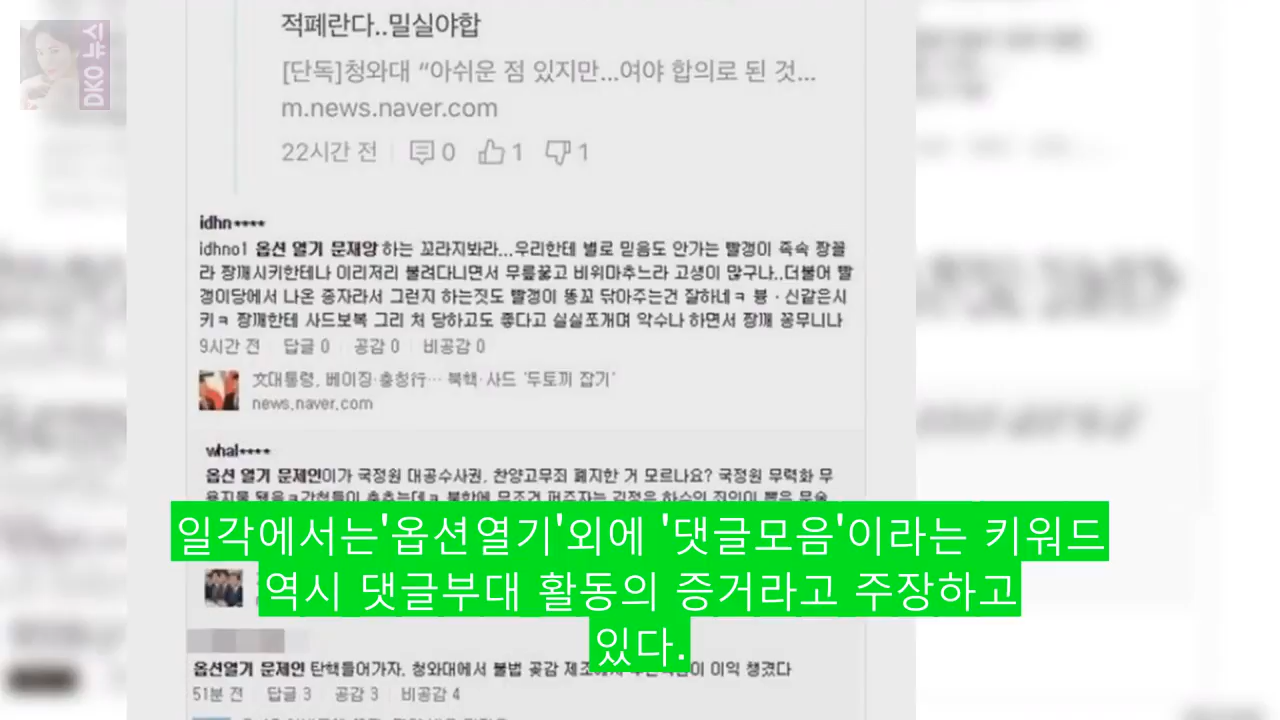 DKO 뉴스
적폐란다..밀실야합
[단독]청와대 “아쉬운 점 있지만...여야 합의로 된 것...
m.news.naver.com
22시간 전 0 1 1
idhn****
idhno1 옵션 열기 문제앙 하는 꼬라지봐라...우리한테 별로 믿음도 안가는 빨갱이 족속 짱꼴
라 장깨시키한테나 이리저리 불려다니면서 무릎꿇고 비위마추느라 고생이 많구나..더불어 빨
갱이당에서 나온 종자라서 그런지 하는짓도 빨갱이 똥꼬 닦아주는건 잘하네ㅋ 븅·신같은시
키ㅋ 장깨한테 사드보복 그리 처 당하고도 좋다고 실실쪼개며 악수나 하면서 장깨 꽁무니나
9시간 전 답글 0 공감 0 비공감 0
文대통령, 베이징·충칭行… 북핵·사드 '두토끼 잡기'
news.naver.com
whal****
옵션 열기 문제인이가 국정원 대공수사권, 찬양고무죄 폐지한 거 모르나요? 국정원 무력화 무
일각에서는'옵션열기'외에 '댓글모음'이라는 키워드
역시 댓글부대 활동의 증거라고 주장하고
있다.
옵션열기 문제인 탄핵들어가자, 청와대에서 불법 곶감 이익 챙겼다
51분 전 답글 3 공감 3 비공감 4